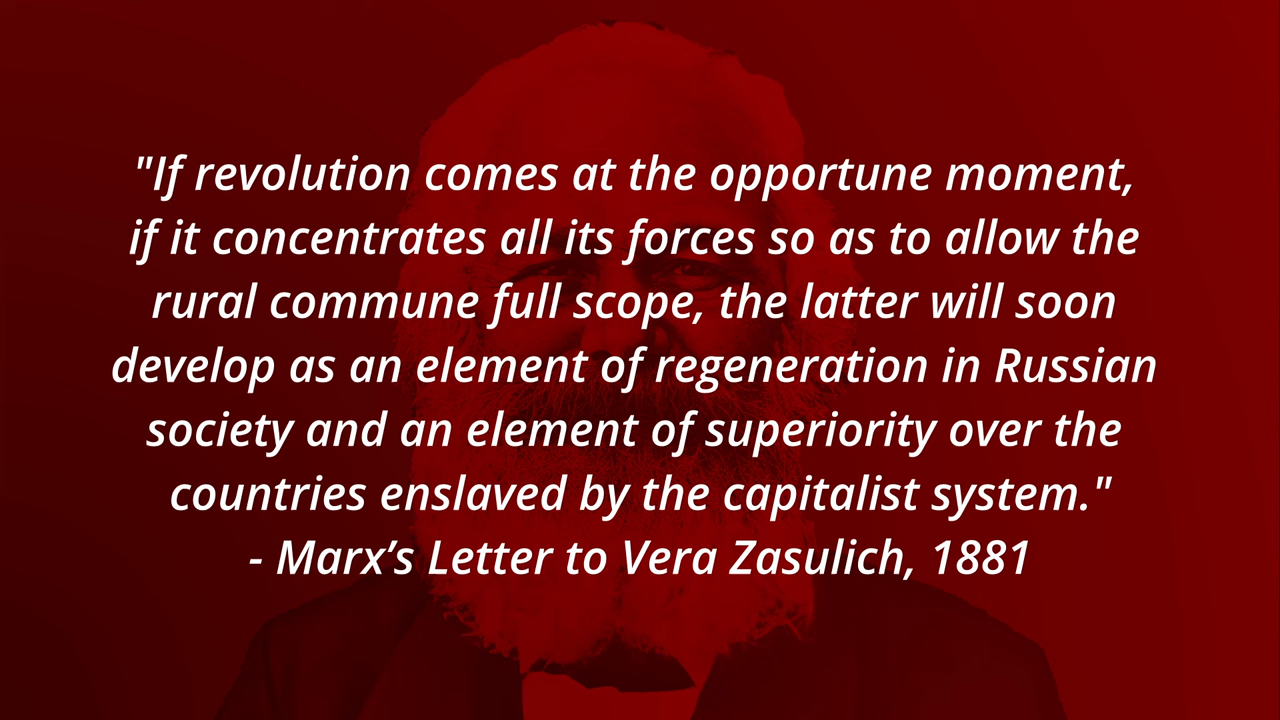 "If revolution comes at the opportune moment,
if it concentrates all its forces so as to allow the
rural commune full scope, the latter will soon
develop as an element of regeneration in Russian
society and an element of superiority over the
countries enslaved by the capitalist system."
- Marx’s Letter to Vera Zasulich, 1881